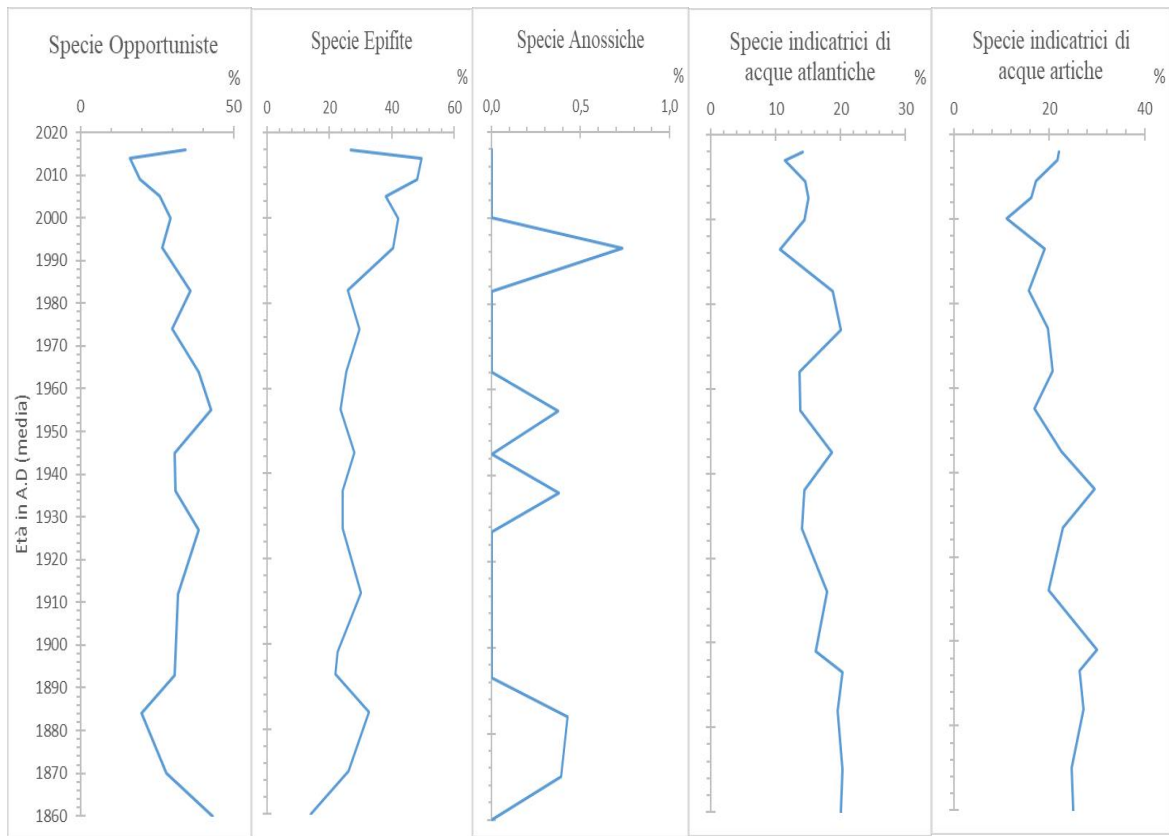 Specie Opportuniste
%
0 50
Specie Epifite
%
0 20 40 60
Specie Anossiche
%
0,0 0,5 1,0
Specie indicatrici di
acque atlantiche
%
0 10 20 30
Specie indicatrici di
acque artiche
%
0 20 40
Età in A.D (media)
2020
2010
2000
1990
1980
1970
1960
1950
1940
1930
1920
1910
1900
1890
1880
1870
1860